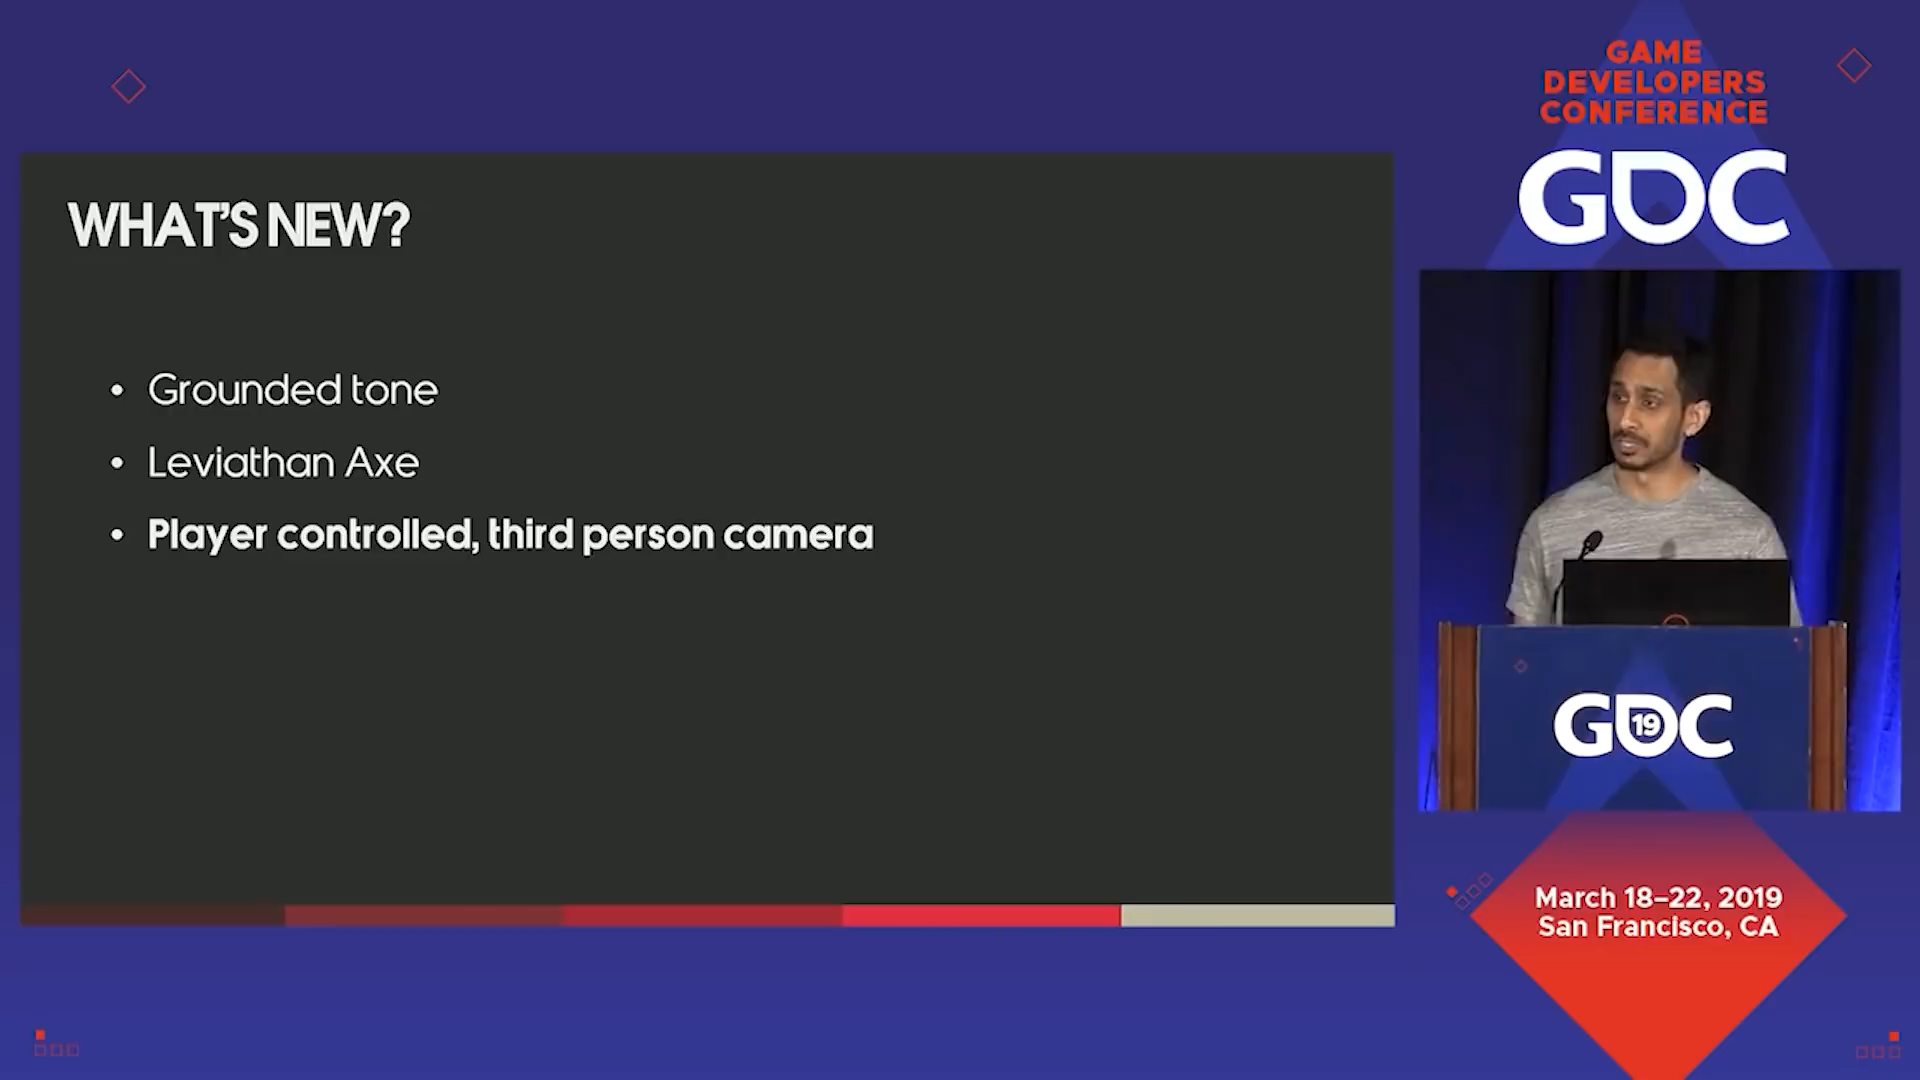 GAME
DEVELOPERS
CONFERENCE
GDC
WHAT'S NEW?
• Grounded tone
• Leviathan Axe
• Player controlled, third person camera
GDC
19
March 18–22, 2019
San Francisco, CA